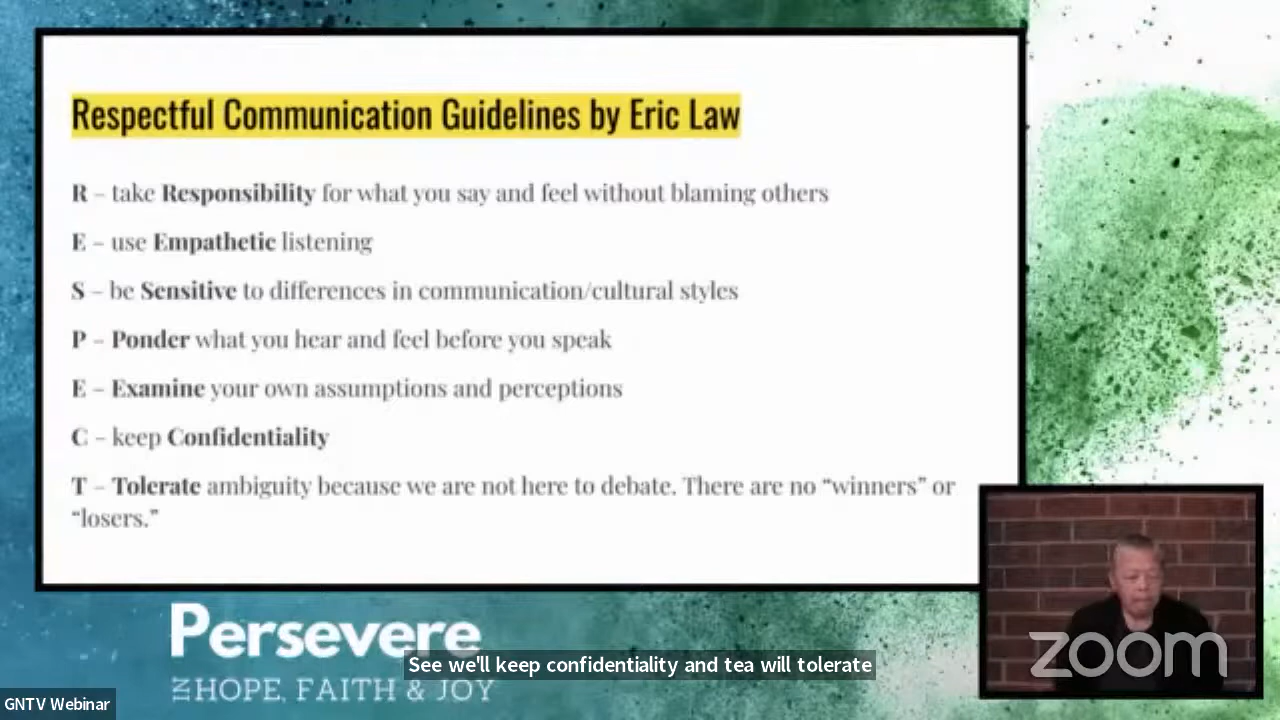 Respectful Communication Guidelines by Eric Law
R – take Responsibility for what you say and feel without blaming others
E – use Empathetic listening
S – be Sensitive to differences in communication/cultural styles
P – Ponder what you hear and feel before you speak
E – Examine your own assumptions and perceptions
C – keep Confidentiality
T – Tolerate ambiguity because we are not here to debate. There are no “winners” or
“losers.”
Persevere
IN HOPE, FAITH & JOY
See we'll keep confidentiality and tea will tolerate
zoom
GNTV Webinar